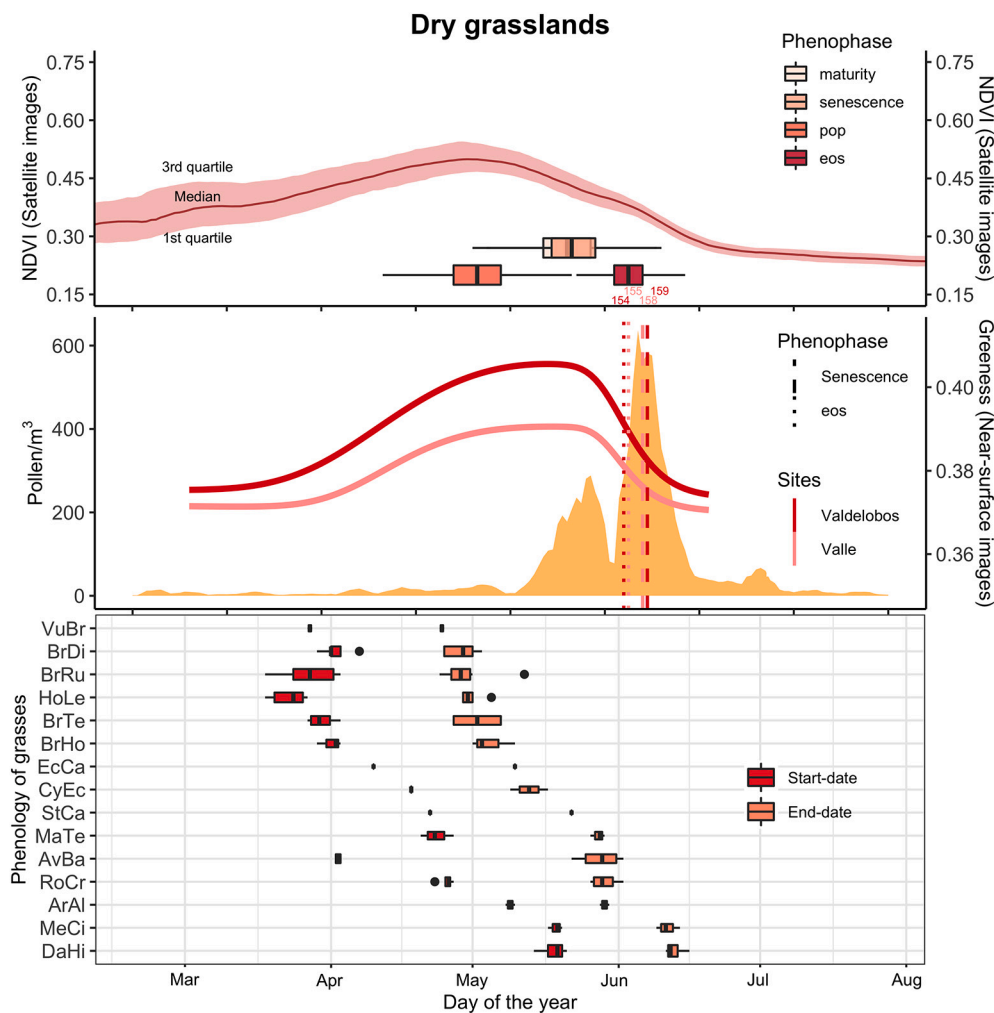 Dry grasslands
Phenophase
maturity
senescence
pop
eos
NDVI (Satellite images)
0.75
0.60
0.45
0.30
0.15
3rd quartile
Median
1st quartile
155
159
154
158
0.75
0.60
0.45
0.30
0.15
NDVI (Satellite images)
Pollen/m³
600
400
200
0
Phenophase
Senescence
eos
Sites
Valdelobos
Valle
0.40
0.38
0.36
Greeness (Near-surface images)
Phenology of grasses
VuBr
BrDi
BrRu
HoLe
BrTe
BrHo
EcCa
CyEc
StCa
MaTe
AvBa
RoCr
ArAl
MeCi
DaHi
Start-date
End-date
Mar Apr May Jun Jul Aug
Day of the year